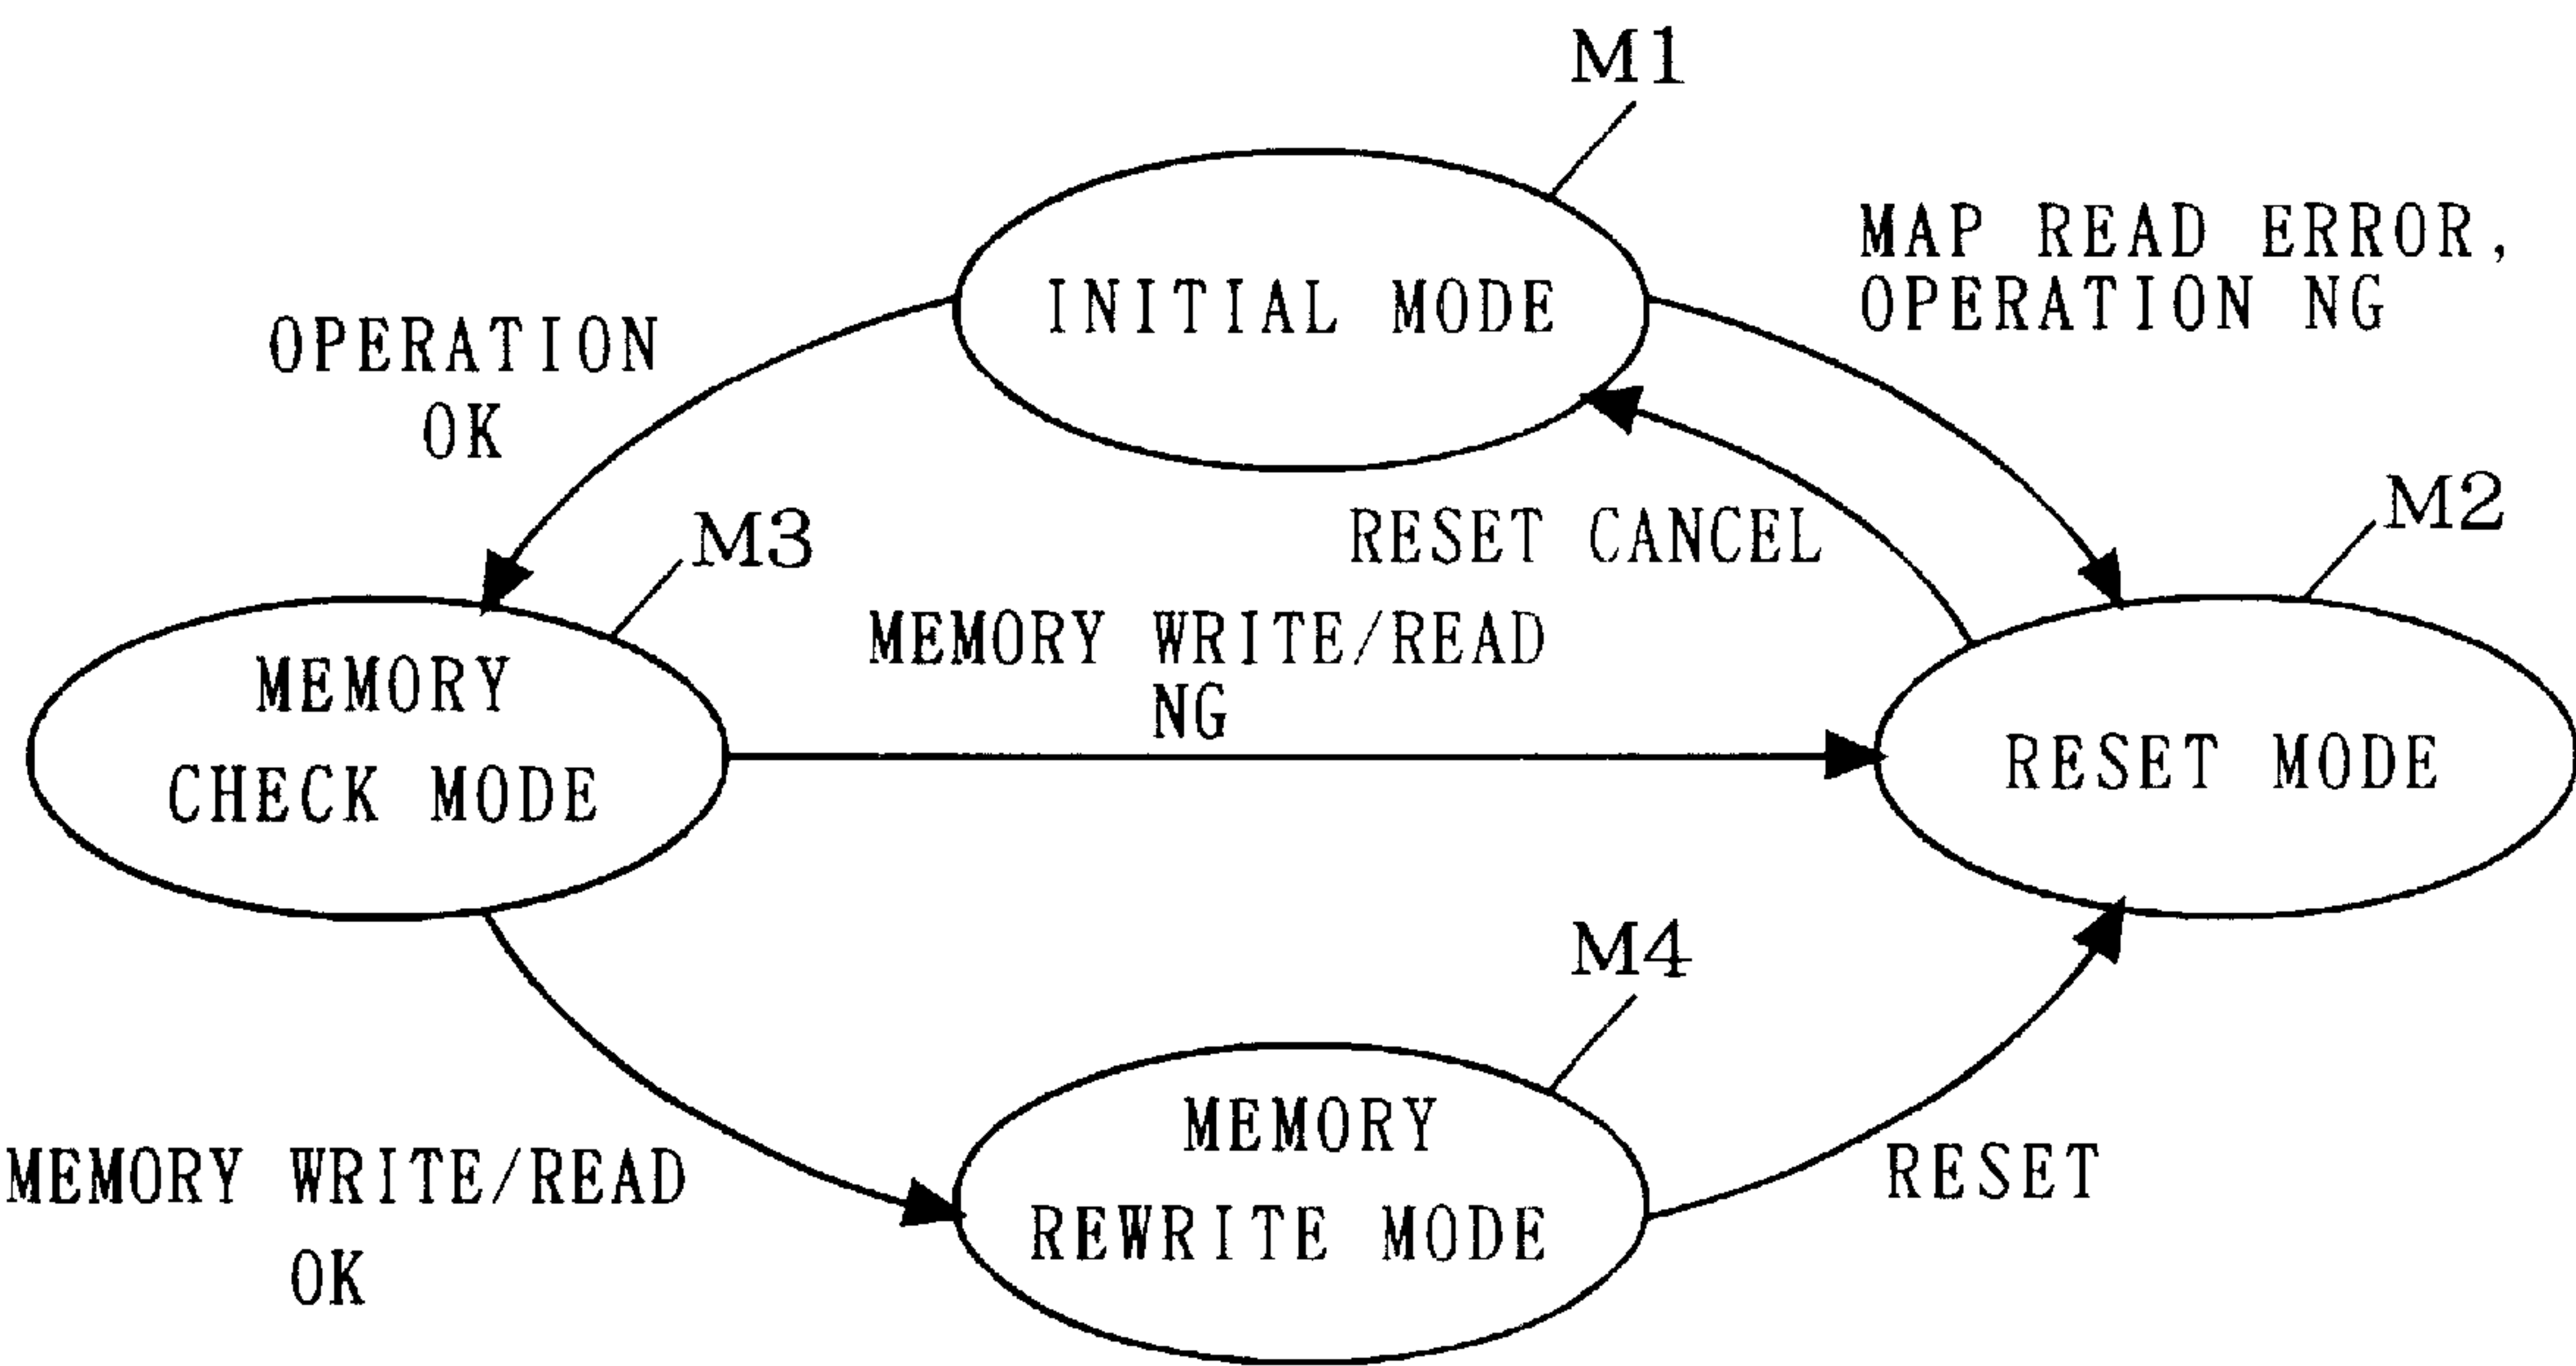 M1
MAP READ ERROR,
OPERATION NG
INITIAL MODE
OPERATION
OK
M3
RESET CANCEL
M2
MEMORY WRITE/READ
NG
MEMORY
CHECK MODE
RESET MODE
M4
MEMORY
REWRITE MODE
MEMORY WRITE/READ
OK
RESET